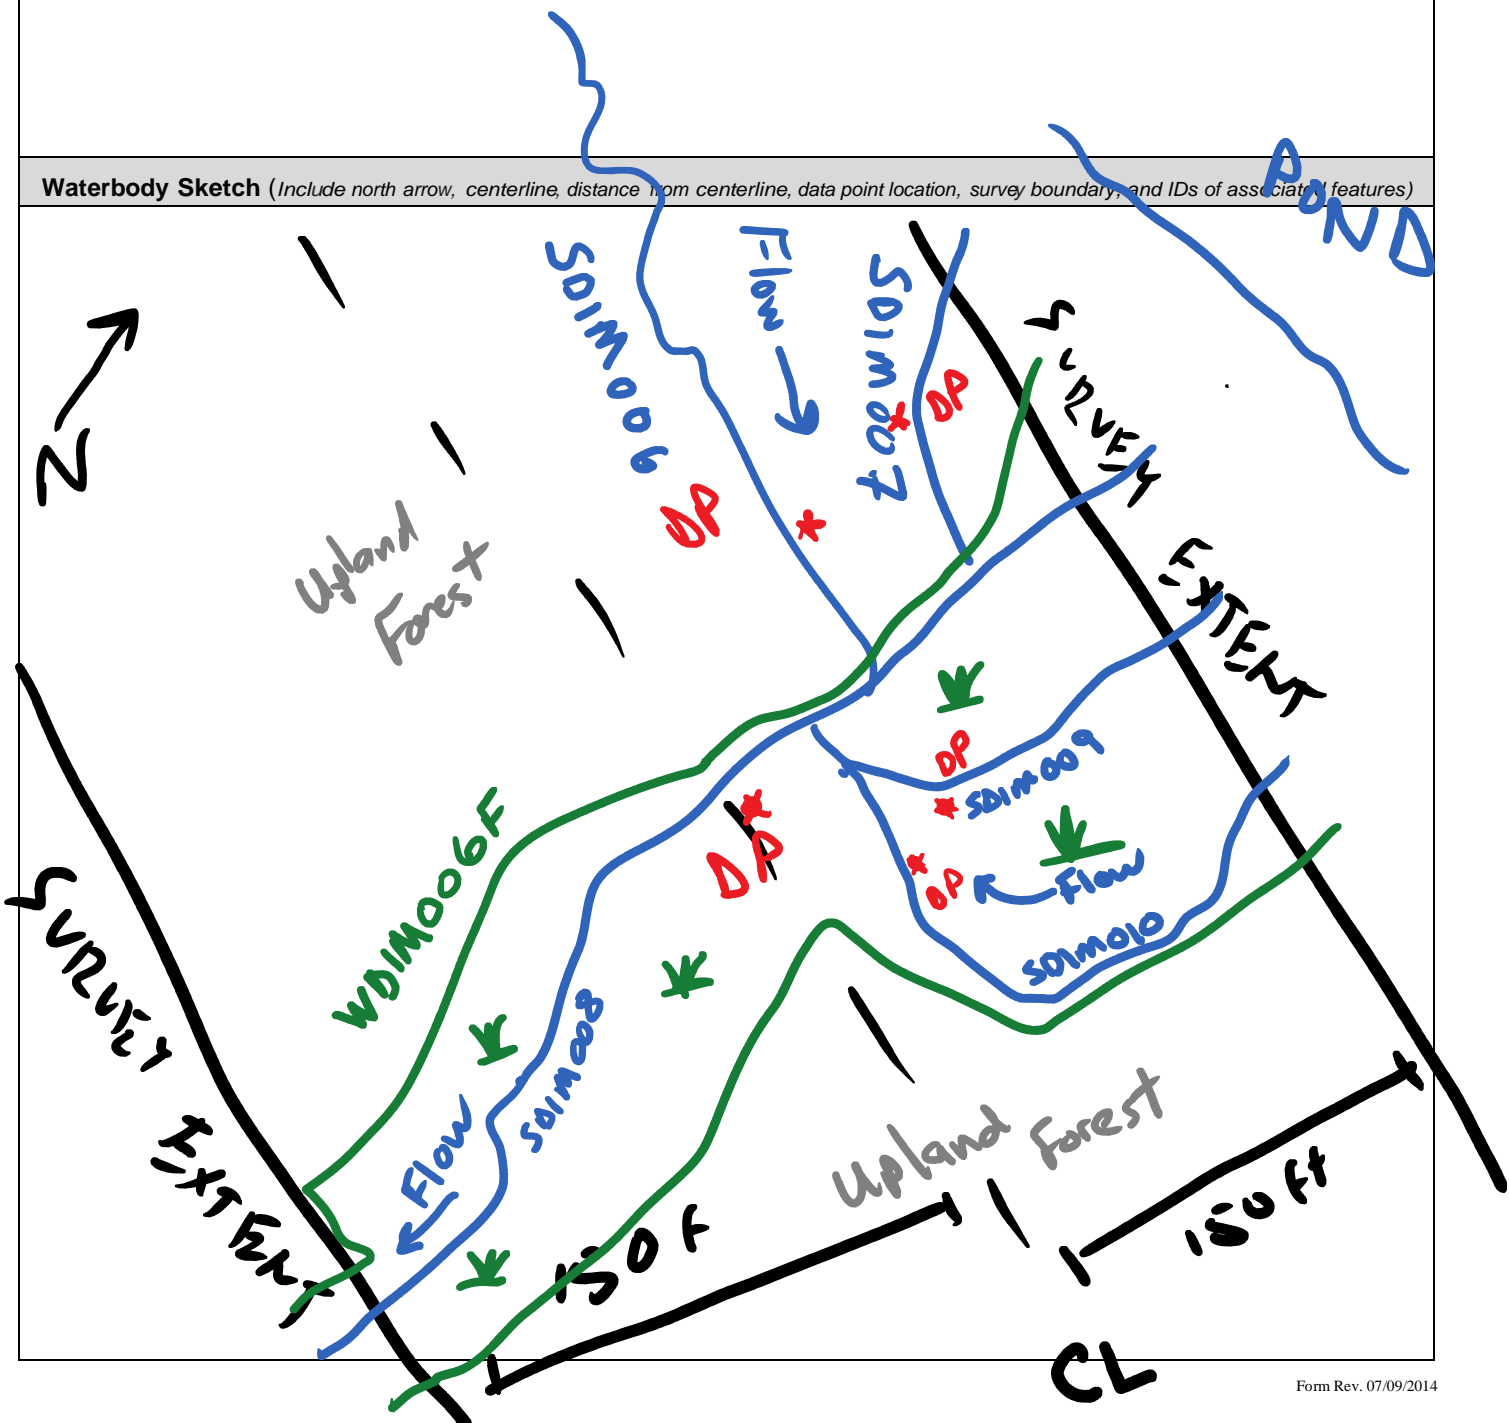 Waterbody Sketch (Include north arrow, centerline, distance from centerline, data point location, survey boundary, and IDs of associated features)
POND
SDIM006
Flow
SDIM007
DP
SURVEY
EXTENT
N
DP
Upland
Forest
DP
SDIM009
WDIM006F
DP
DP
Flow
SDIM010
SURVEY
EXTENT
SDIM008
Flow
Upland
Forest
150 F
150 ft
CL
Form Rev. 07/09/2014